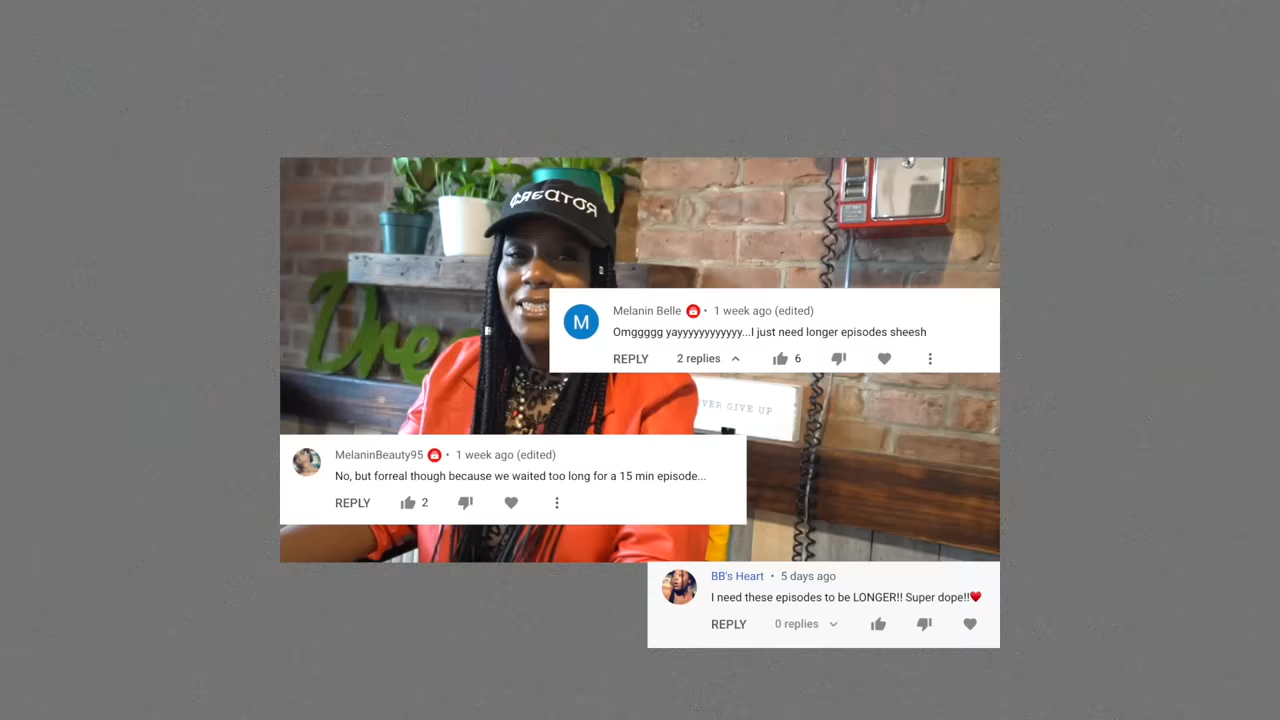 CREATOR
Dre
Melanin Belle • 1 week ago (edited)
Omggggg yayyyyyyyyyyyy...I just need longer episodes sheesh
REPLY 2 replies 6
VER GIVE UP
MelaninBeauty95 • 1 week ago (edited)
No, but forreal though because we waited too long for a 15 min episode...
REPLY 2
BB's Heart • 5 days ago
I need these episodes to be LONGER!! Super dope!!❤️
REPLY 0 replies